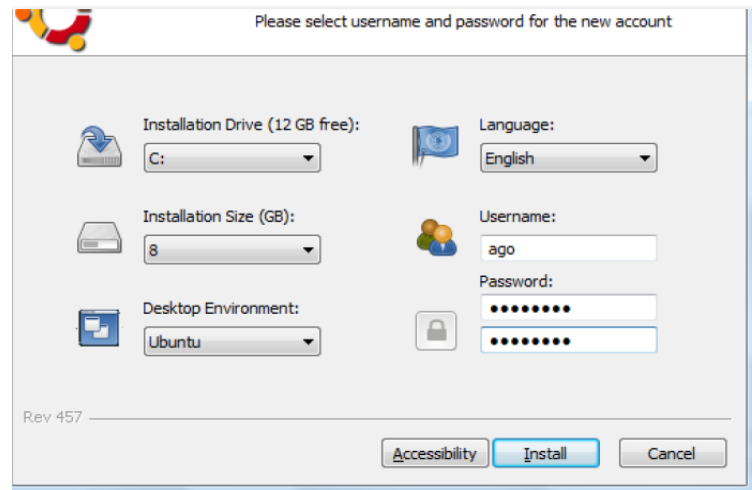 Please select username and password for the new account
Installation Drive (12 GB free):
C:
Language:
English
Installation Size (GB):
8
Username:
ago
Password:
●●●●●●●●
●●●●●●●●
Desktop Environment:
Ubuntu
Rev 457
Accessibility
Install
Cancel